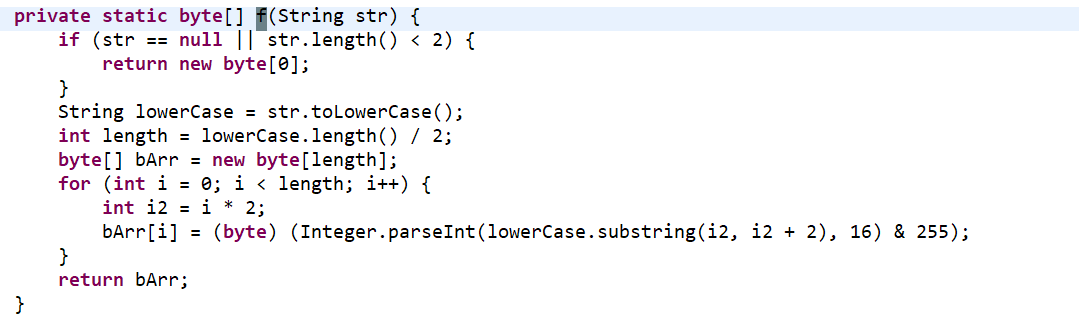 private static byte[] f(String str) {
    if (str == null || str.length() < 2) {
        return new byte[0];
    }
    String lowerCase = str.toLowerCase();
    int length = lowerCase.length() / 2;
    byte[] bArr = new byte[length];
    for (int i = 0; i < length; i++) {
        int i2 = i * 2;
        bArr[i] = (byte) (Integer.parseInt(lowerCase.substring(i2, i2 + 2), 16) & 255);
    }
    return bArr;
}